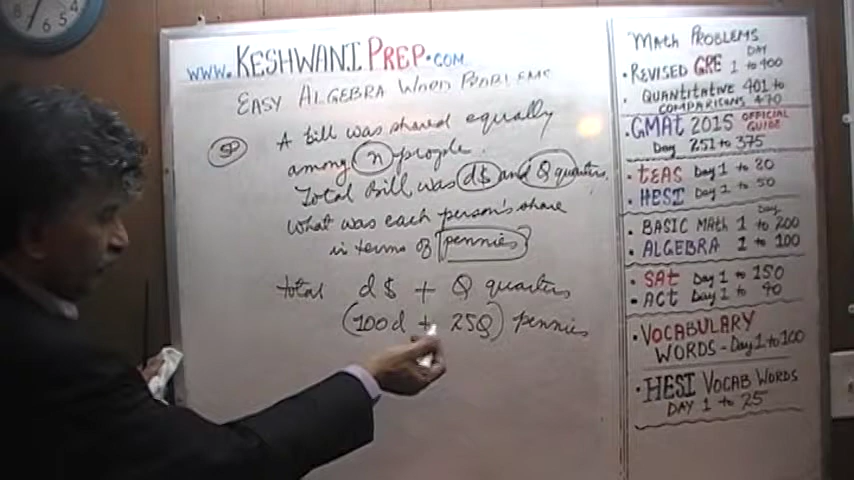 WWW.KESHWANI PREP.COM
EASY ALGEBRA WORD PROBLEMS
SP
A bill was shared equally
among n people.
Total Bill was d$ and Q quarters.
What was each person's share
in terms of pennies
total d$ + Q quarters
(100d + 25Q) pennies
MATH PROBLEMS
DAY
• REVISED GRE 1 to 400
• QUANTITATIVE 401 to
COMPARISONS 470
• GMAT 2015 OFFICIAL GUIDE
Day 251 to 375
• TEAS Day 1 to 20
• HESI Day 1 to 50
Day
• BASIC MATH 1 to 200
• ALGEBRA 1 to 100
• SAT Day 1 to 150
• ACT Day 1 to 40
• VOCABULARY
WORDS - Day 1 to 100
• HESI VOCAB WORDS
DAY 1 to 25
6
5
4